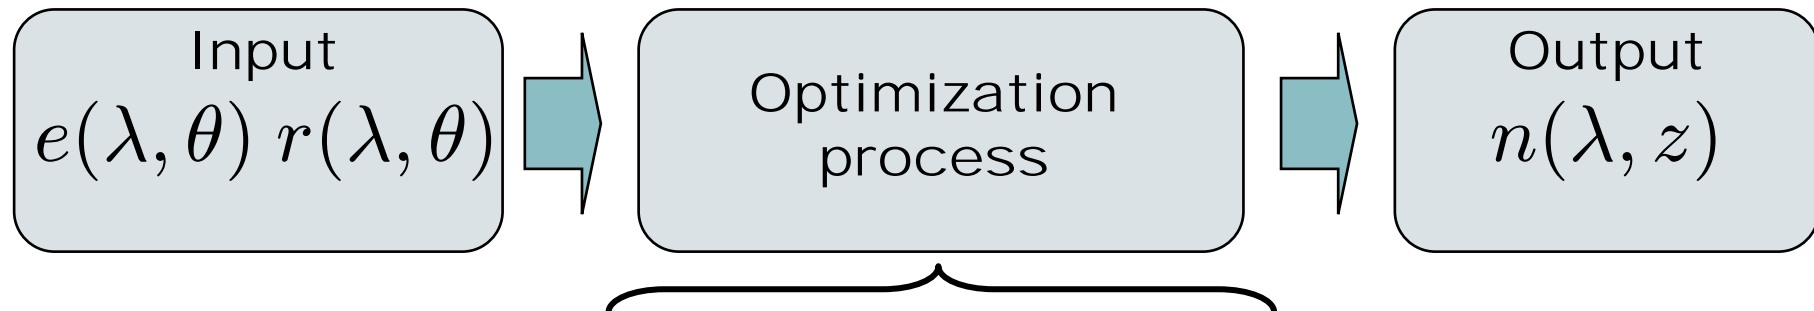 Input
e(λ, θ) r(λ, θ)
Optimization
process
Output
n(λ, z)